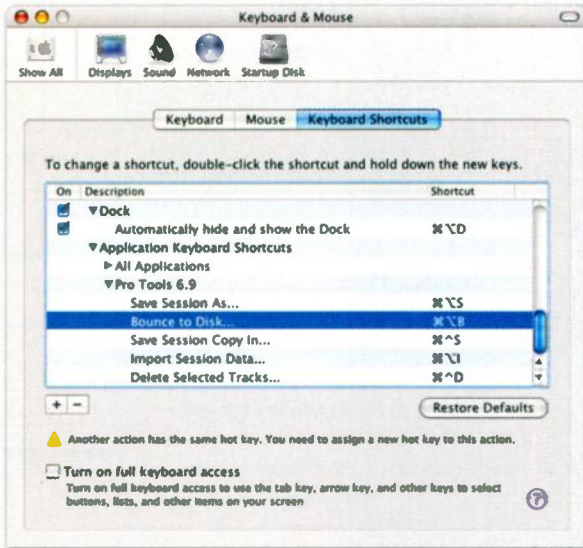 Keyboard & Mouse
Show All Displays Sound Network Startup Disk
Keyboard Mouse Keyboard Shortcuts
To change a shortcut, double-click the shortcut and hold down the new keys.
On Description Shortcut
▼Dock
Automatically hide and show the Dock ⌘⌥D
▼Application Keyboard Shortcuts
▶All Applications
▼Pro Tools 6.9
Save Session As... ⌘⌥S
Bounce to Disk... ⌘⌥B
Save Session Copy In... ⌘^S
Import Session Data... ⌘⌥I
Delete Selected Tracks... ⌘^D
+ - Restore Defaults
Another action has the same hot key. You need to assign a new hot key to this action.
Turn on full keyboard access
Turn on full keyboard access to use the tab key, arrow key, and other keys to select
buttons, lists, and other items on your screen ?